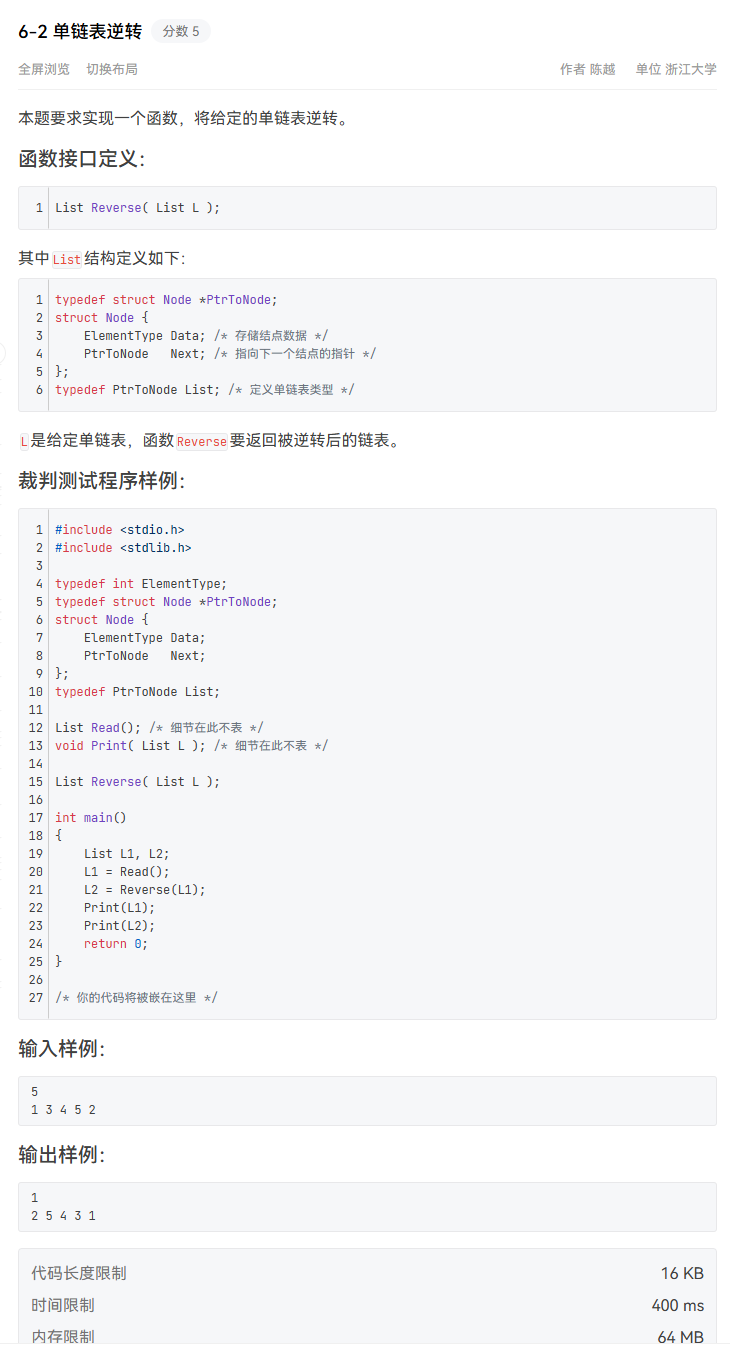 6-2 单链表逆转 分数 5
全屏浏览 切换布局 作者 陈越 单位 浙江大学
本题要求实现一个函数，将给定的单链表逆转。
函数接口定义：
1 List Reverse( List L );
其中List结构定义如下：
1 typedef struct Node *PtrToNode;
2 struct Node {
3     ElementType Data; /* 存储结点数据 */
4     PtrToNode   Next; /* 指向下一个结点的指针 */
5 };
6 typedef PtrToNode List; /* 定义单链表类型 */
L是给定单链表，函数Reverse要返回被逆转后的链表。
裁判测试程序样例：
1 #include <stdio.h>
2 #include <stdlib.h>
3
4 typedef int ElementType;
5 typedef struct Node *PtrToNode;
6 struct Node {
7     ElementType Data;
8     PtrToNode   Next;
9 };
10 typedef PtrToNode List;
11
12 List Read(); /* 细节在此不表 */
13 void Print( List L ); /* 细节在此不表 */
14
15 List Reverse( List L );
16
17 int main()
18 {
19     List L1, L2;
20     L1 = Read();
21     L2 = Reverse(L1);
22     Print(L1);
23     Print(L2);
24     return 0;
25 }
26
27 /* 你的代码将被嵌在这里 */
输入样例：
5
1 3 4 5 2
输出样例：
1
2 5 4 3 1
代码长度限制 16 KB
时间限制 400 ms
内存限制 64 MB